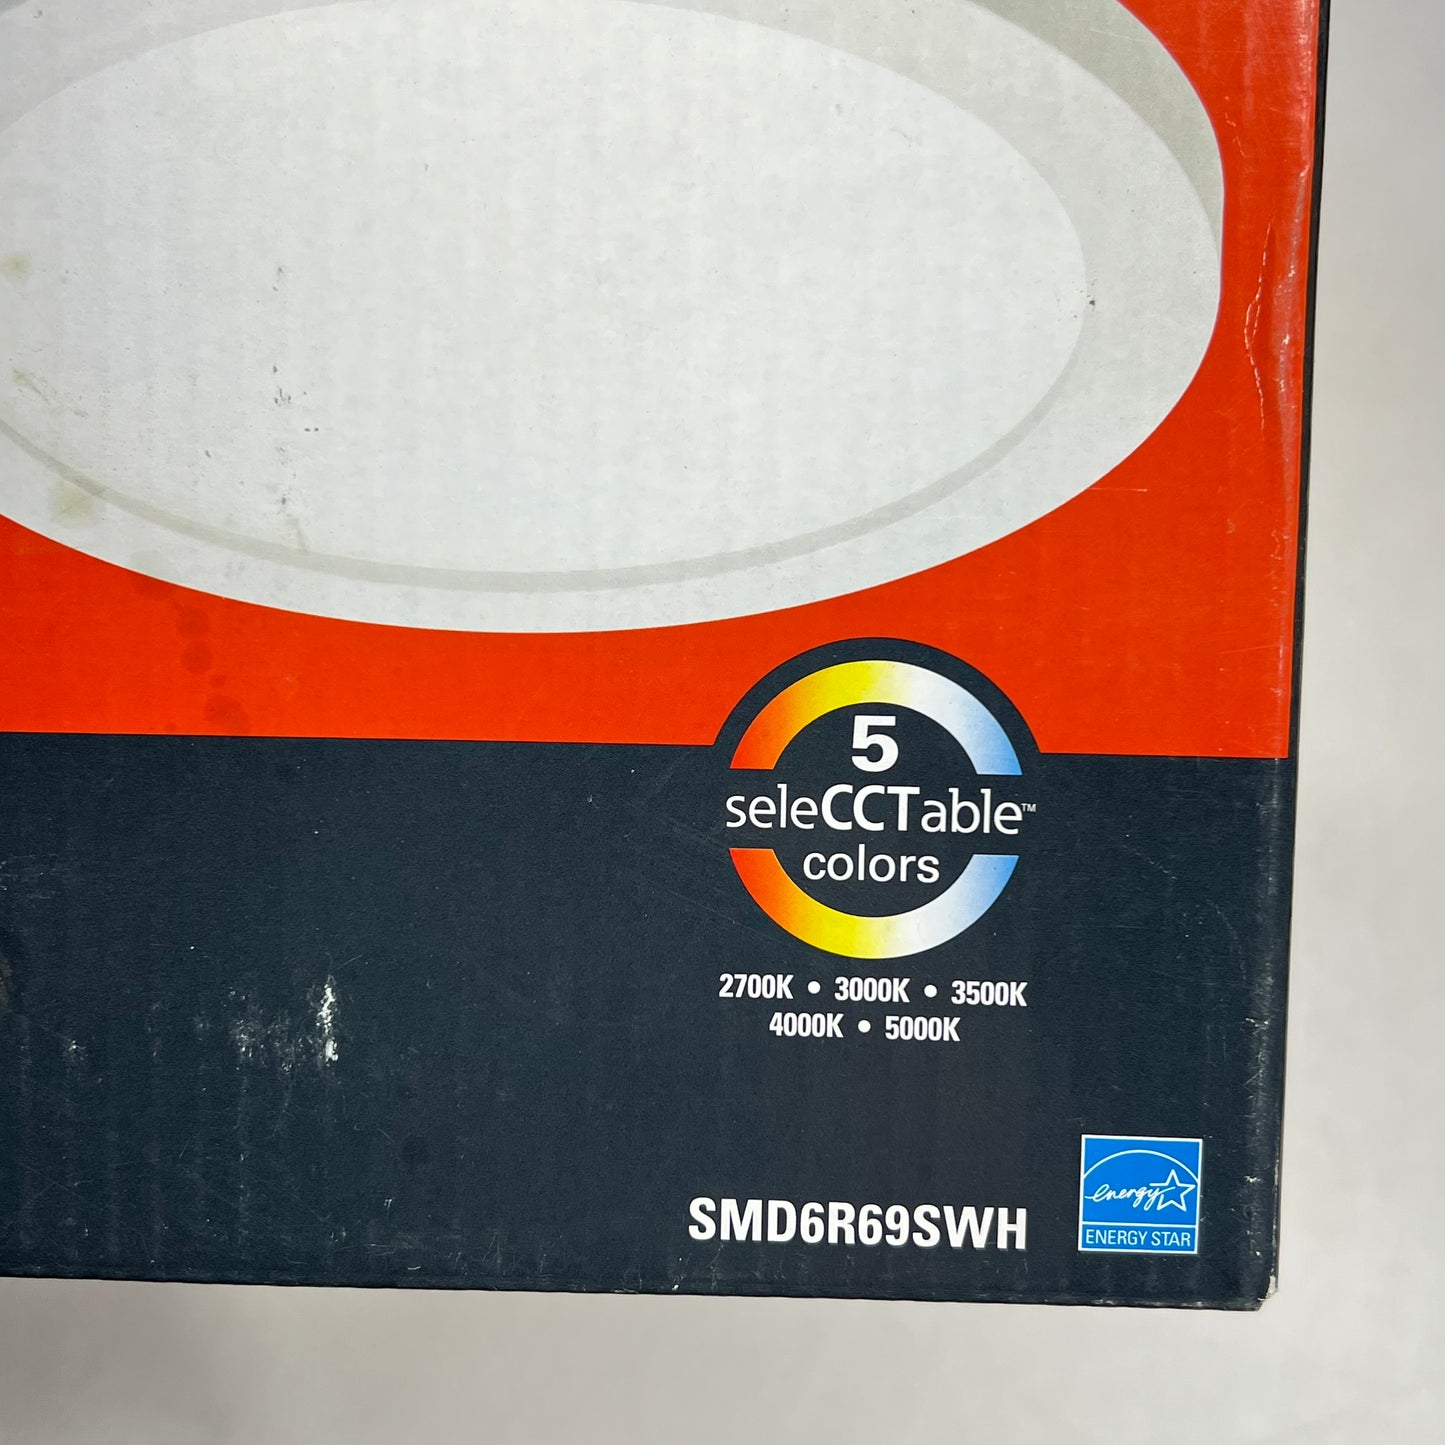 5
seleCCTable™
colors
2700K • 3000K • 3500K
4000K • 5000K
SMD6R69SWH
energy
ENERGY STAR